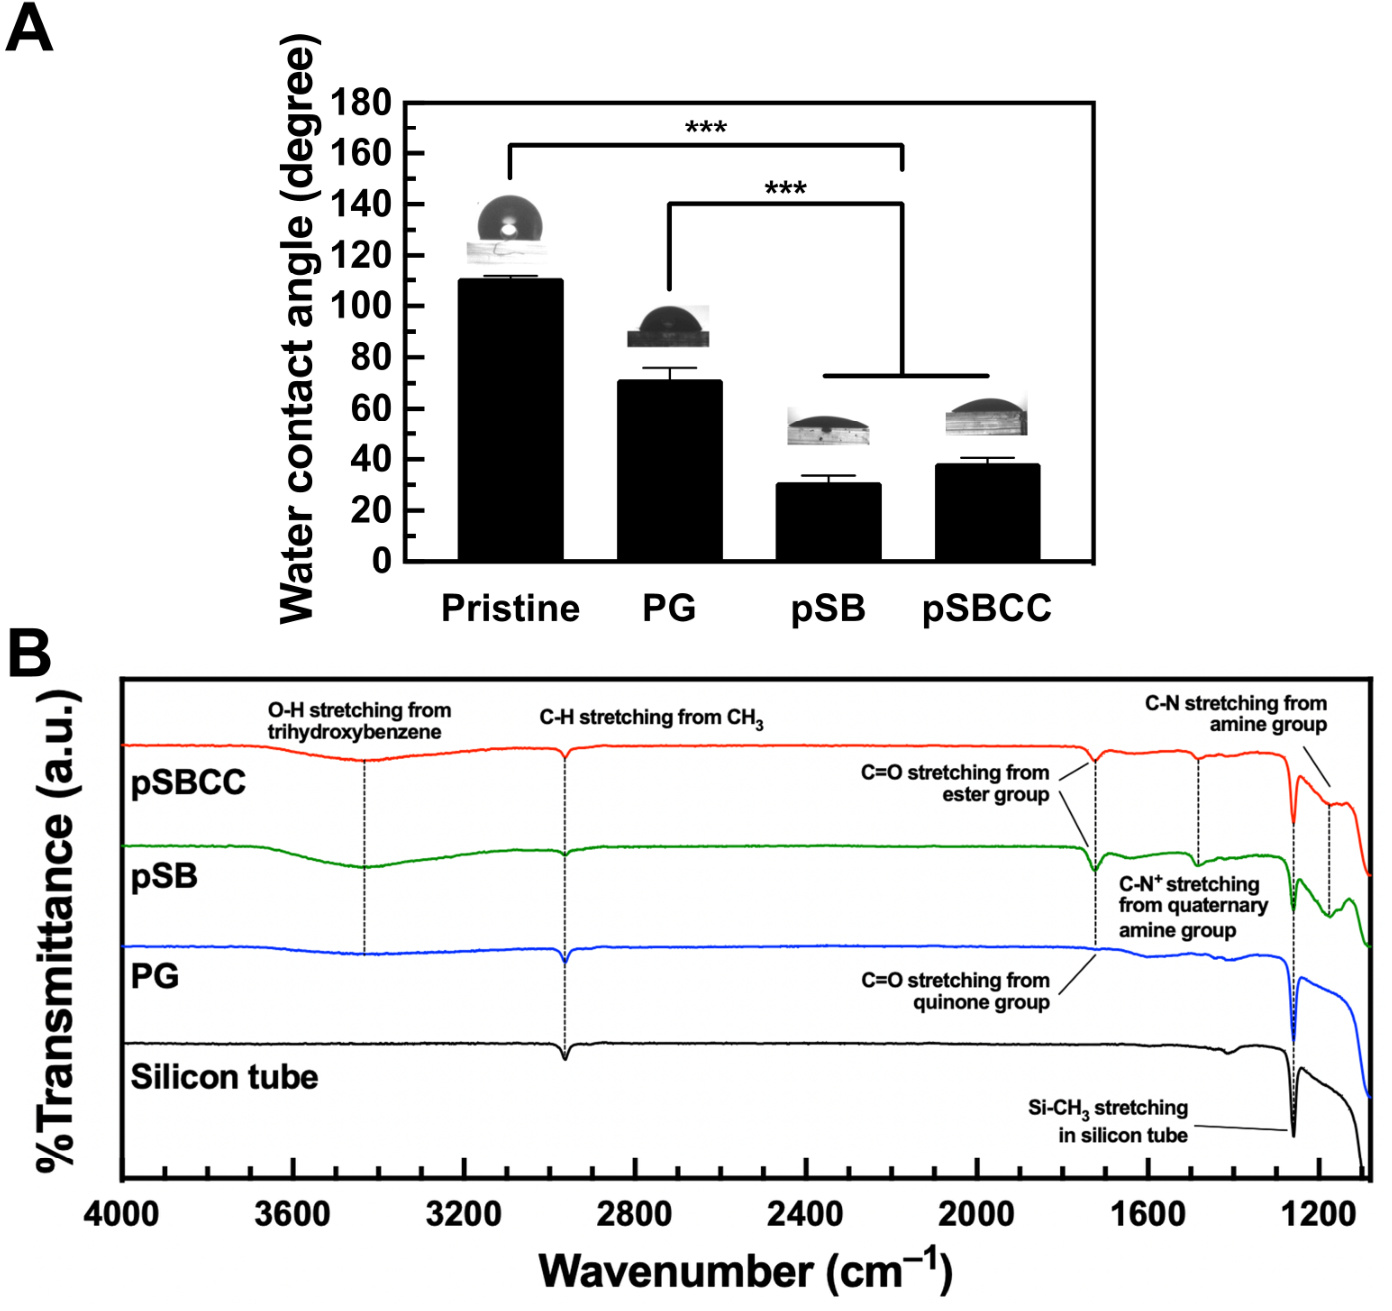 A
Water contact angle (degree)
180
160
140
120
100
80
60
40
20
0
***
***
Pristine
PG
pSB
pSBCC
B
%Transmittance (a.u.)
O-H stretching from
trihydroxybenzene
C-H stretching from CH₃
C-N stretching from
amine group
pSBCC
C=O stretching from
ester group
pSB
C-N⁺ stretching
from quaternary
amine group
PG
C=O stretching from
quinone group
Silicon tube
Si-CH₃ stretching
in silicon tube
4000
3600
3200
2800
2400
2000
1600
1200
Wavenumber (cm⁻¹)